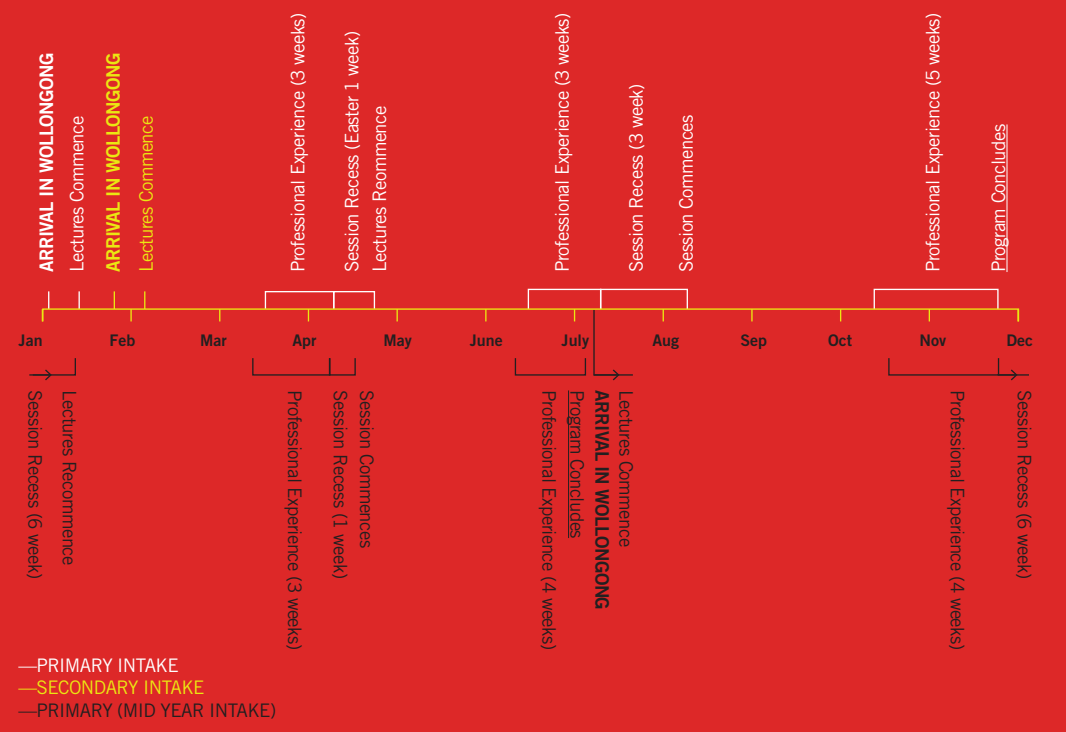 ARRIVAL IN WOLLONGONG
Lectures Commence
ARRIVAL IN WOLLONGONG
Lectures Commence
Professional Experience (3 weeks)
Session Recess (Easter 1 week)
Lectures Reommence
Professional Experience (3 weeks)
Session Recess (3 week)
Session Commences
Professional Experience (5 weeks)
Program Concludes
Jan Feb Mar Apr May June July Aug Sep Oct Nov Dec
Session Recess (6 week)
Lectures Recommence
Professional Experience (3 weeks)
Session Recess (1 week)
Session Commences
Professional Experience (4 weeks)
Program Concludes
ARRIVAL IN WOLLONGONG
Lectures Commence
Professional Experience (4 weeks)
Session Recess (6 week)
—PRIMARY INTAKE
—SECONDARY INTAKE
—PRIMARY (MID YEAR INTAKE)